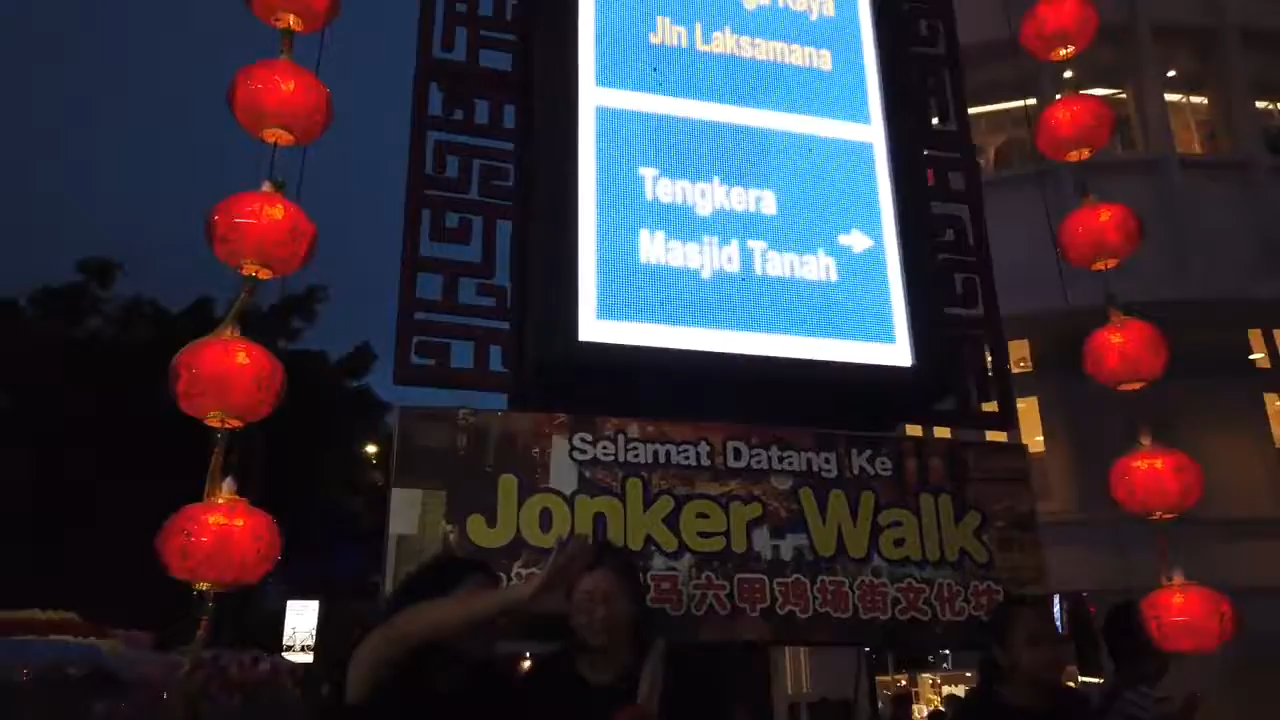 Raya
Jln Laksamana
Tengkera
Masjid Tanah
Selamat Datang Ke
Jonker Walk
马六甲鸡场街文化坊